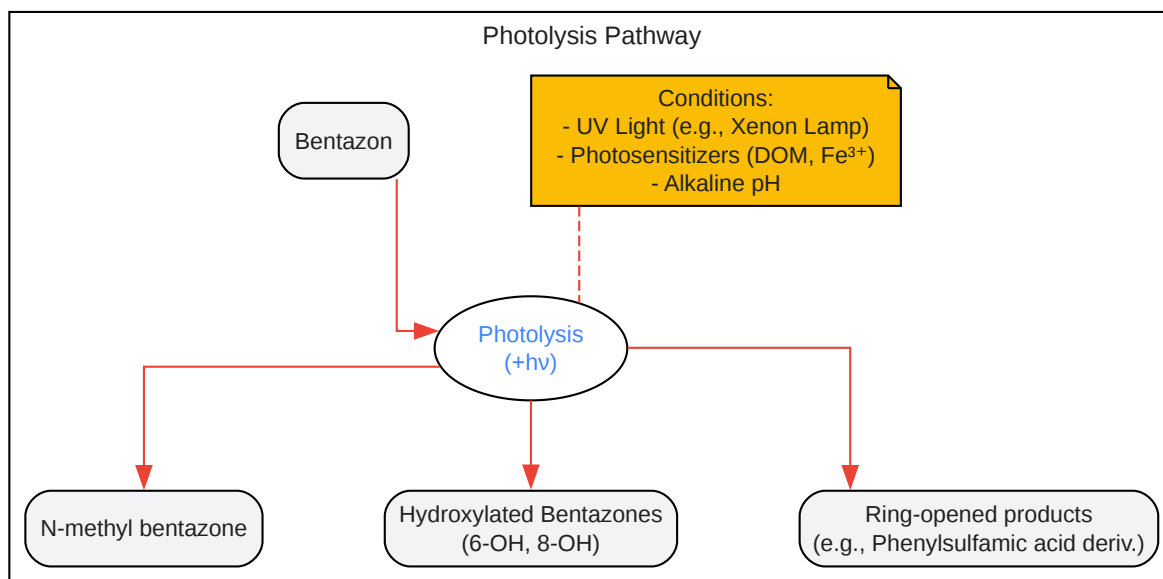 Photolysis Pathway
Bentazon
Conditions:
- UV Light (e.g., Xenon Lamp)
- Photosensitizers (DOM, Fe³⁺)
- Alkaline pH
Photolysis
(+hν)
N-methyl bentazone
Hydroxylated Bentazones
(6-OH, 8-OH)
Ring-opened products
(e.g., Phenylsulfamic acid deriv.)